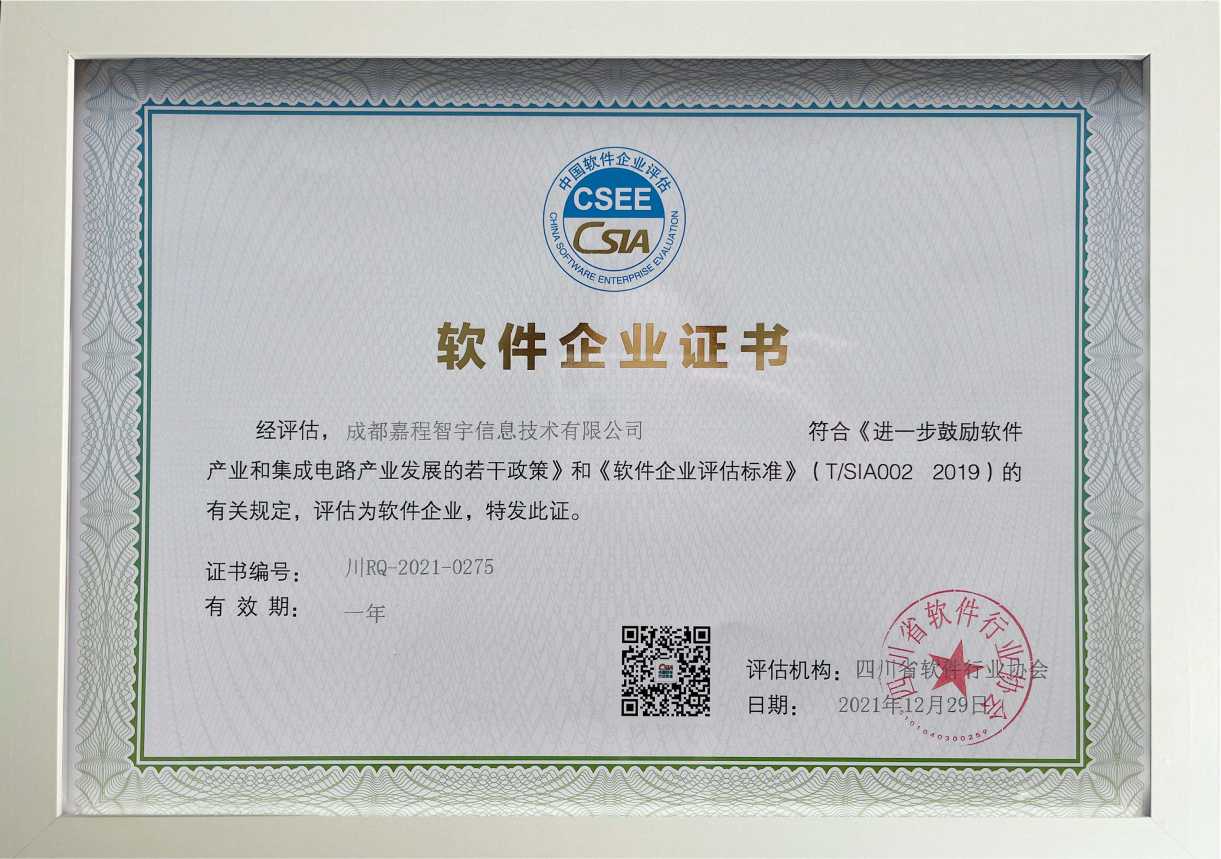 中国软件企业评估
CSEE
CSIA
CHINA SOFTWARE ENTERPRISE EVALUATION
软件企业证书
经评估，成都嘉程智宇信息技术有限公司 符合《进一步鼓励软件
产业和集成电路产业发展的若干政策》和《软件企业评估标准》（T/SIA002 2019）的
有关规定，评估为软件企业，特发此证。
证书编号： 川RQ-2021-0275
有效期： 一年
评估机构：四川省软件行业协会
日期： 2021年12月29日
四川省软件行业协会